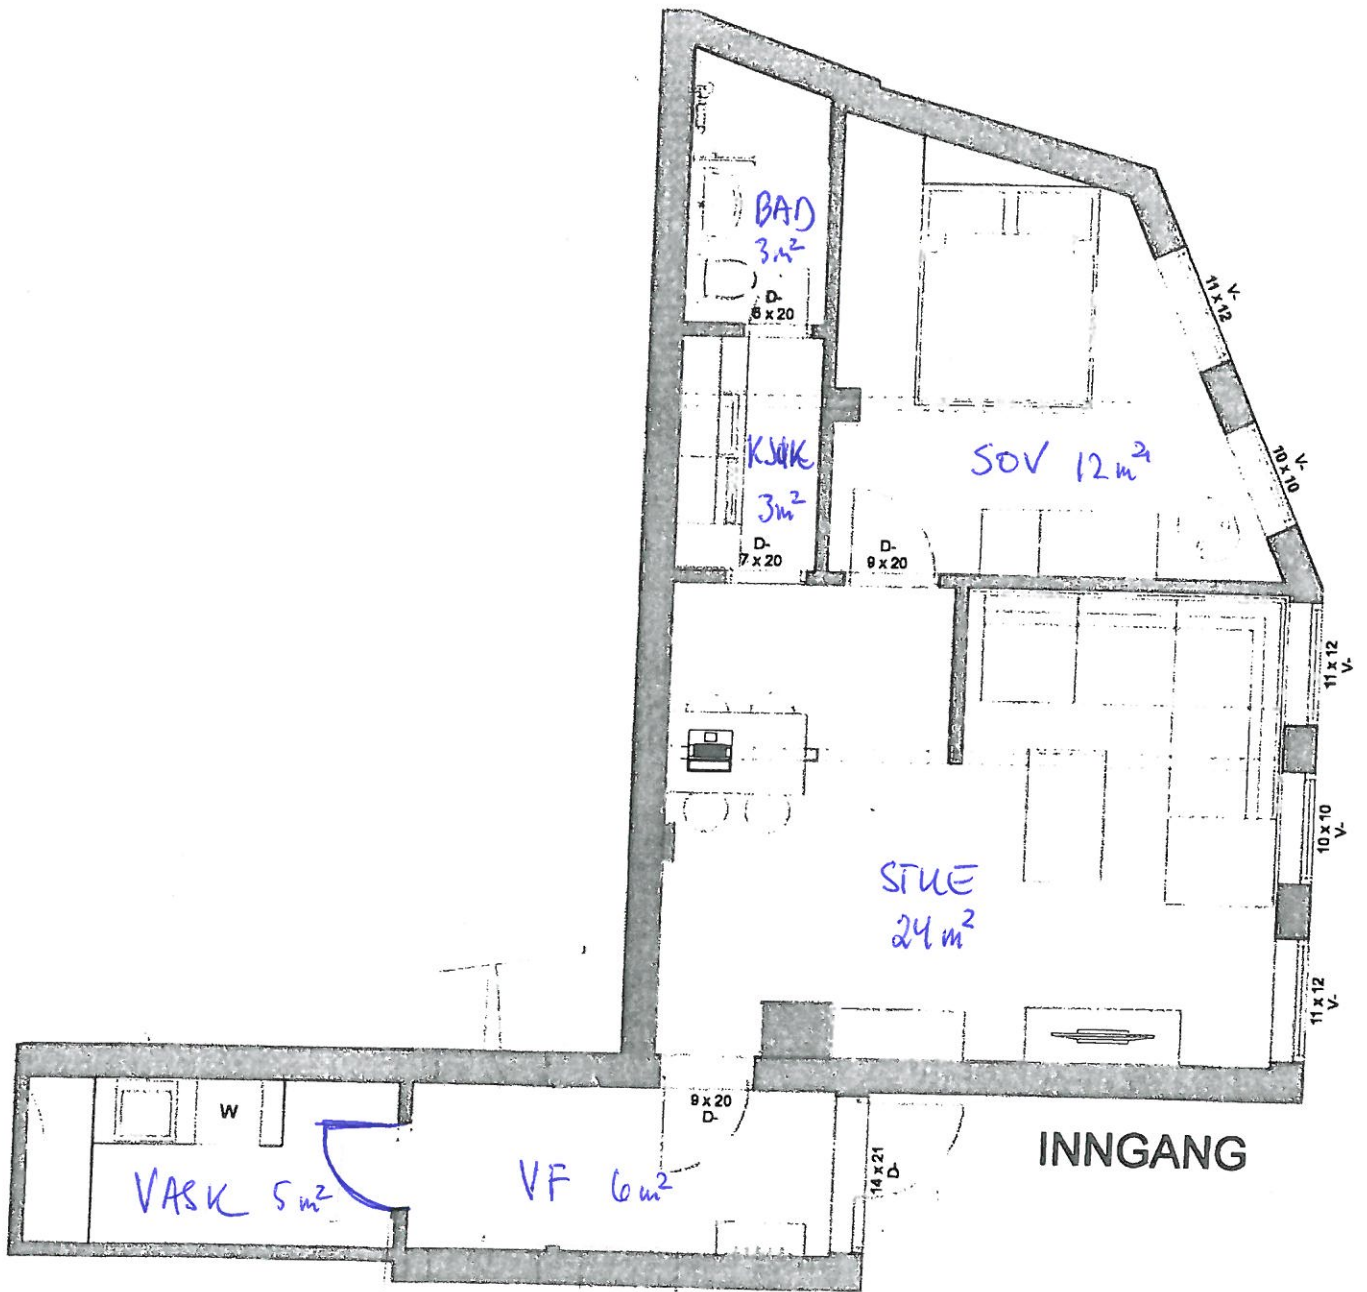 BAD
3m²
D-
6 x 20
V-
11 x 12
KJØK
3m²
SOV 12m²
V-
10 x 10
D-
7 x 20
D-
9 x 20
11 x 12
V-
10 x 10
V-
STUE
24m²
11 x 12
V-
W
9 x 20
D-
INNGANG
VASK 5m²
VF 6m²
14 x 21
D-